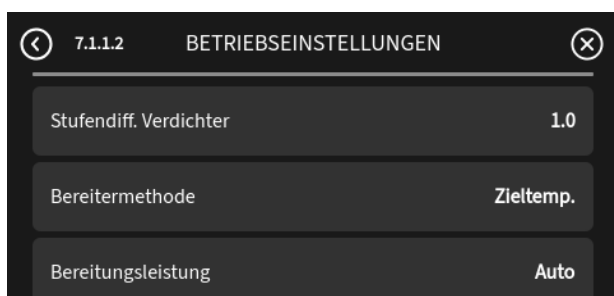 7.1.1.2 BETRIEBSEINSTELLUNGEN
Stufendiff. Verdichter 1.0
Bereitermethode Zieltemp.
Bereitungsleistung Auto